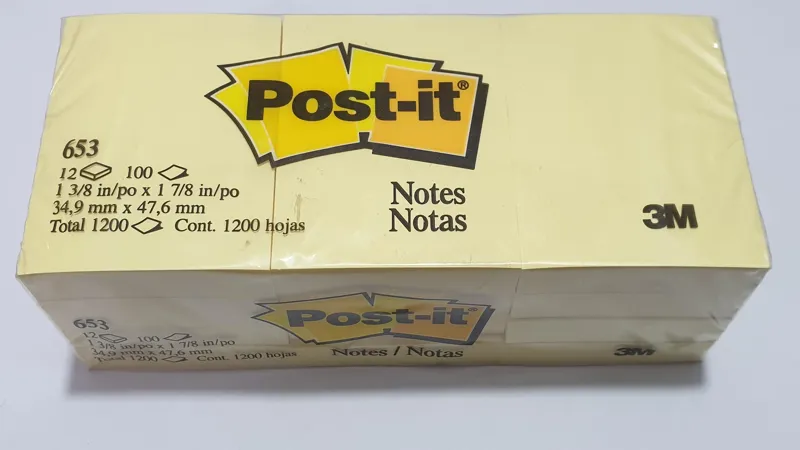 Post-it®
653
12 100
1 3/8 in/po x 1 7/8 in/po
34,9 mm x 47,6 mm
Total 1200 Cont. 1200 hojas
Notes
Notas
3M
Post-it®
653
12 100
1 3/8 in/po x 1 7/8 in/po
34,9 mm x 47,6 mm
Total 1200 Cont. 1200 hojas
Notes / Notas
3M